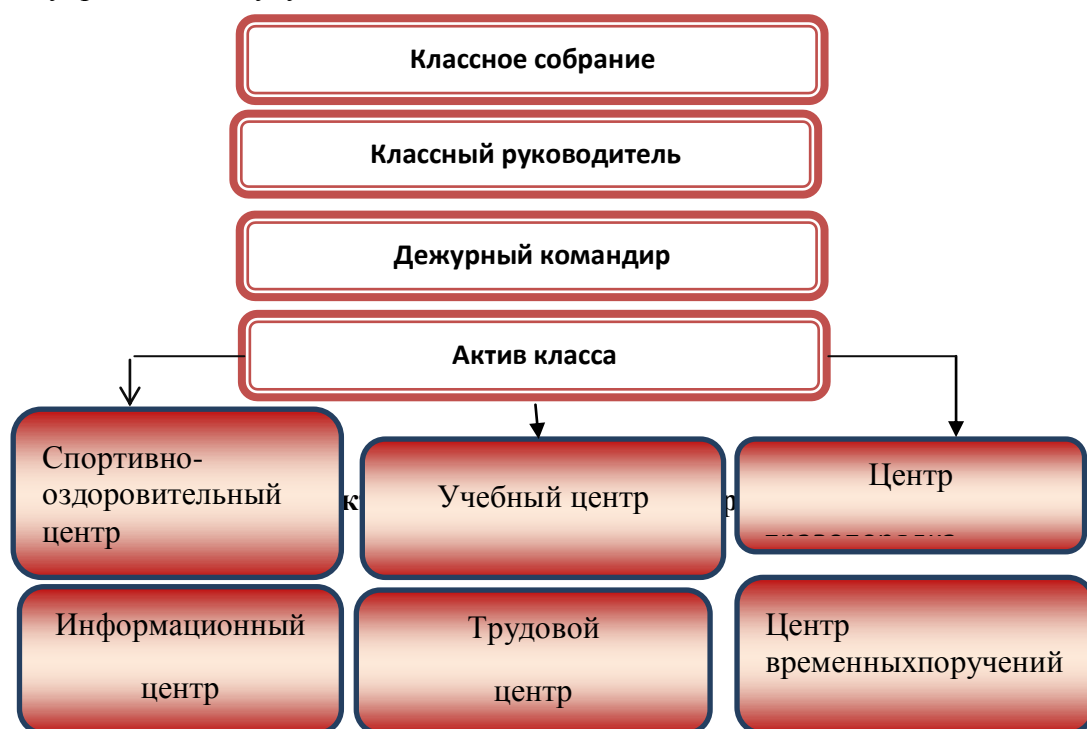 Классное собрание
Классный руководитель
Дежурный командир
Актив класса
Спортивно-
оздоровительный
центр
Учебный центр
Центр
Информационный
центр
Трудовой
центр
Центр
временныхпоручений